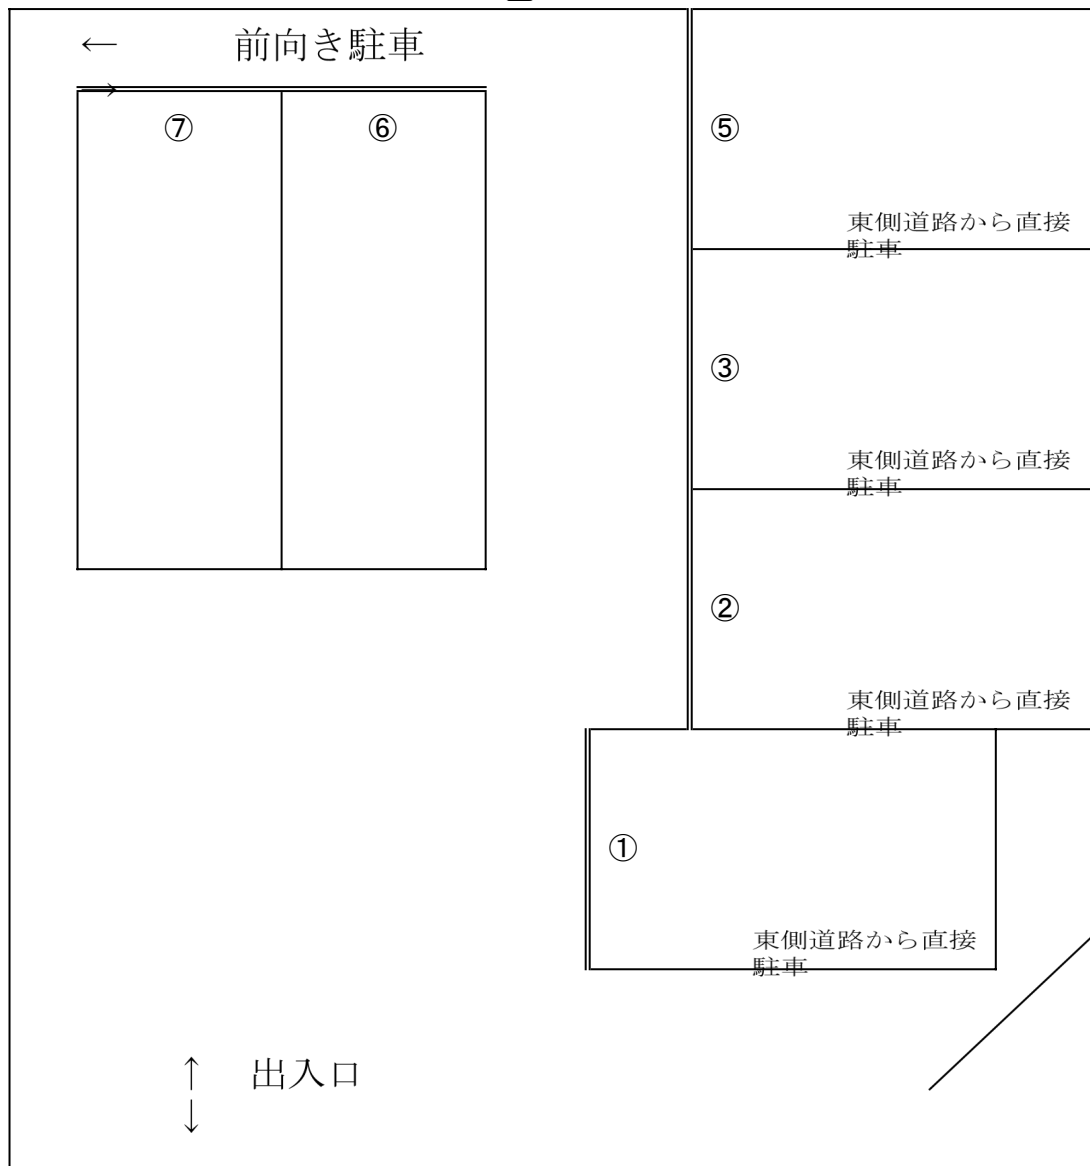 ← 前向き駐車
→
⑦ ⑥ ⑤
東側道路から直接
駐車
③
東側道路から直接
駐車
②
東側道路から直接
駐車
①
東側道路から直接
駐車
↑ 出入口
↓